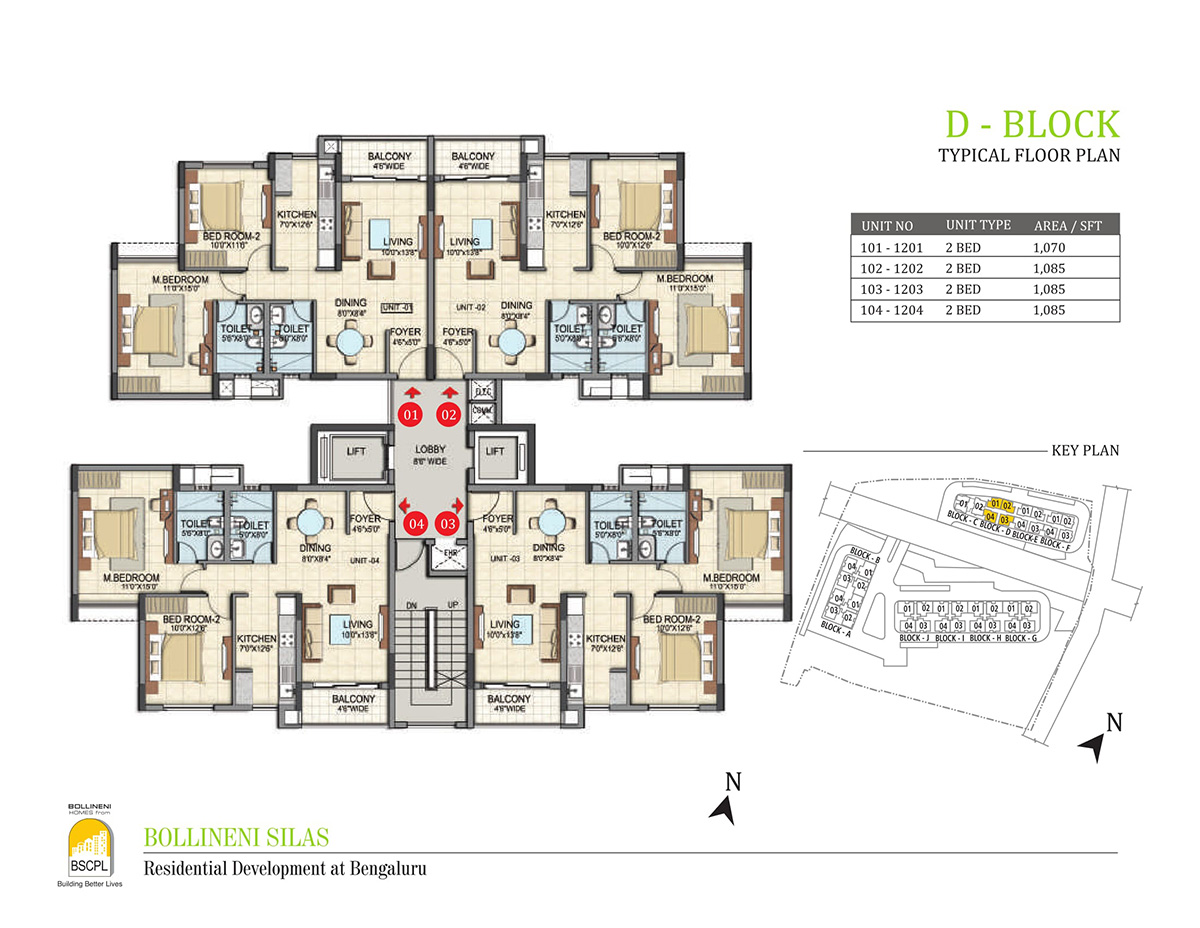 D - BLOCK
TYPICAL FLOOR PLAN
UNIT NO UNIT TYPE AREA / SFT
101 - 1201 2 BED 1,070
102 - 1202 2 BED 1,085
103 - 1203 2 BED 1,085
104 - 1204 2 BED 1,085
BALCONY
4'6"WIDE
BALCONY
4'6"WIDE
BED ROOM-2
10'0"X11'6"
KITCHEN
7'0"X12'6"
LIVING
10'0"x13'8"
LIVING
10'0"x13'8"
KITCHEN
7'0"X12'6"
BED ROOM-2
10'0"X12'6"
M.BEDROOM
11'0"X15'0"
DINING
8'0"X8'4"
UNIT -01
UNIT -02
DINING
8'0"X8'4"
M.BEDROOM
11'0"X15'0"
TOILET
5'6"X8'0"
TOILET
5'0"X8'0"
FOYER
4'6"x5'0"
FOYER
4'6"x5'0"
TOILET
5'0"X8'0"
TOILET
5'6"X8'0"
ELEC
COMM
01
02
LIFT
LOBBY
8'6" WIDE
LIFT
04
03
FHR
TOILET
5'6"X8'0"
TOILET
5'0"X8'0"
DINING
8'0"X8'4"
FOYER
4'6"x5'0"
UNIT -04
FOYER
4'6"x5'0"
UNIT -03
DINING
8'0"X8'4"
TOILET
5'0"X8'0"
TOILET
5'6"X8'0"
M.BEDROOM
11'0"X15'0"
M.BEDROOM
11'0"X15'0"
BED ROOM-2
10'0"X12'6"
KITCHEN
7'0"X12'6"
LIVING
10'0"x13'8"
DN UP
LIVING
10'0"x13'8"
KITCHEN
7'0"X12'6"
BED ROOM-2
10'0"X12'6"
BALCONY
4'6"WIDE
BALCONY
4'6"WIDE
KEY PLAN
01 02 01 02 01 02 01 02
04 03 04 03 04 03
BLOCK - C BLOCK - D BLOCK-E BLOCK - F
BLOCK - B
04 01
03 02
04 01
03 02
BLOCK - A
01 02 01 02 01 02 01 02
04 03 04 03 04 03 04 03
BLOCK - J BLOCK - I BLOCK - H BLOCK - G
N
N
BOLLINENI
HOMES from
BSCPL
Building Better Lives
BOLLINENI SILAS
Residential Development at Bengaluru